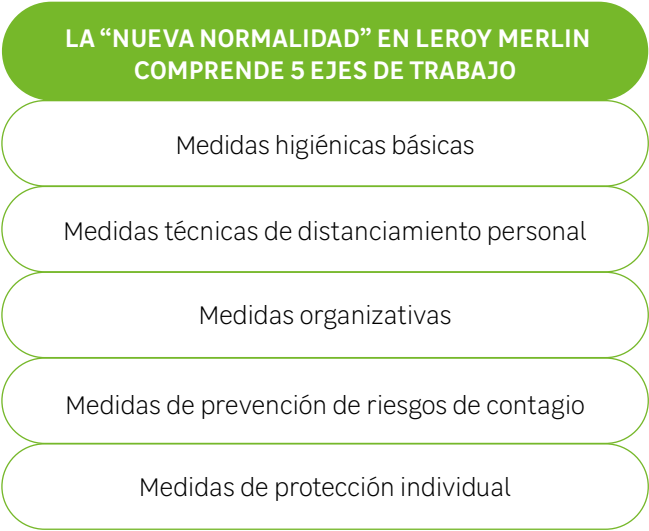 LA “NUEVA NORMALIDAD” EN LEROY MERLIN
COMPRENDE 5 EJES DE TRABAJO
Medidas higiénicas básicas
Medidas técnicas de distanciamiento personal
Medidas organizativas
Medidas de prevención de riesgos de contagio
Medidas de protección individual